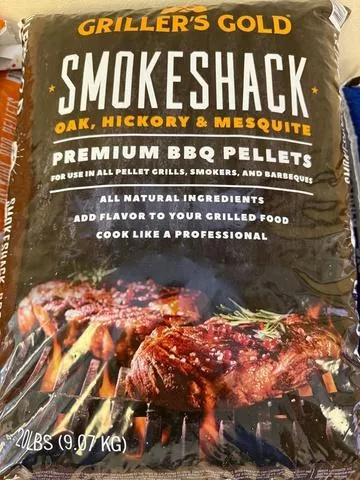 GRILLER'S GOLD
SMOKESHACK
OAK, HICKORY & MESQUITE
PREMIUM BBQ PELLETS
FOR USE IN ALL PELLET GRILLS, SMOKERS, AND BARBEQUES
ALL NATURAL INGREDIENTS
ADD FLAVOR TO YOUR GRILLED FOOD
COOK LIKE A PROFESSIONAL
20LBS (9.07 KG)
SMOKESHACK